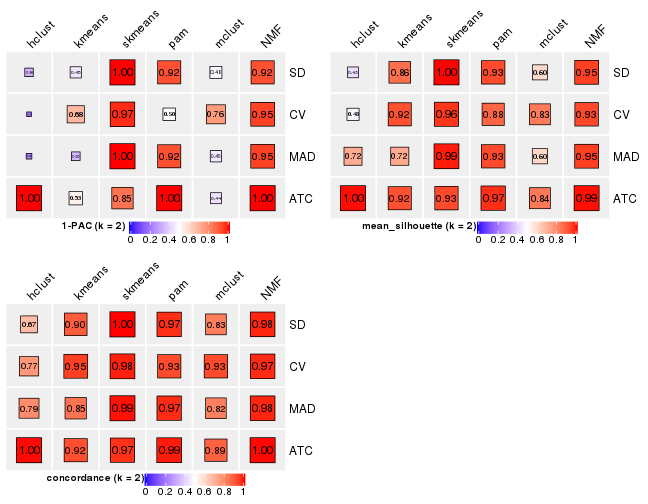 hclust kmeans skmeans pam mclust NMF
0.45 1.00 0.92 0.48 0.92 SD
0.68 0.97 0.50 0.76 0.95 CV
1.00 0.92 0.45 0.95 MAD
1.00 0.53 0.85 1.00 0.44 1.00 ATC
1-PAC (k = 2)
0 0.2 0.4 0.6 0.8 1
hclust kmeans skmeans pam mclust NMF
0.86 1.00 0.93 0.60 0.95 SD
0.48 0.92 0.96 0.88 0.83 0.93 CV
0.72 0.72 0.99 0.93 0.60 0.95 MAD
1.00 0.92 0.93 0.97 0.84 0.99 ATC
mean_silhouette (k = 2)
0 0.2 0.4 0.6 0.8 1
hclust kmeans skmeans pam mclust NMF
0.67 0.90 1.00 0.97 0.83 0.98 SD
0.77 0.95 0.98 0.93 0.93 0.97 CV
0.79 0.85 0.99 0.97 0.82 0.98 MAD
1.00 0.92 0.97 0.99 0.89 1.00 ATC
concordance (k = 2)
0 0.2 0.4 0.6 0.8 1